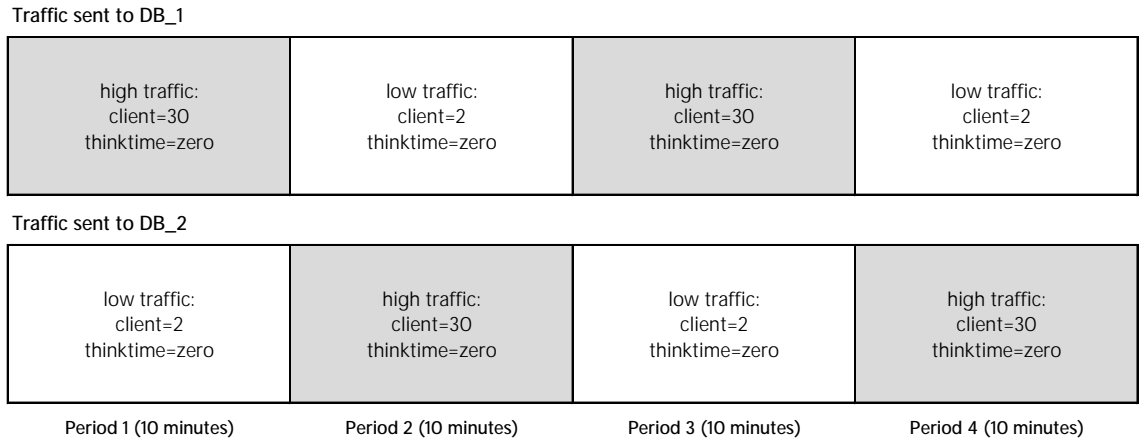 Traffic sent to DB_1
high traffic:
client=30
thinktime=zero
low traffic:
client=2
thinktime=zero
high traffic:
client=30
thinktime=zero
low traffic:
client=2
thinktime=zero
Traffic sent to DB_2
low traffic:
client=2
thinktime=zero
high traffic:
client=30
thinktime=zero
low traffic:
client=2
thinktime=zero
high traffic:
client=30
thinktime=zero
Period 1 (10 minutes)
Period 2 (10 minutes)
Period 3 (10 minutes)
Period 4 (10 minutes)